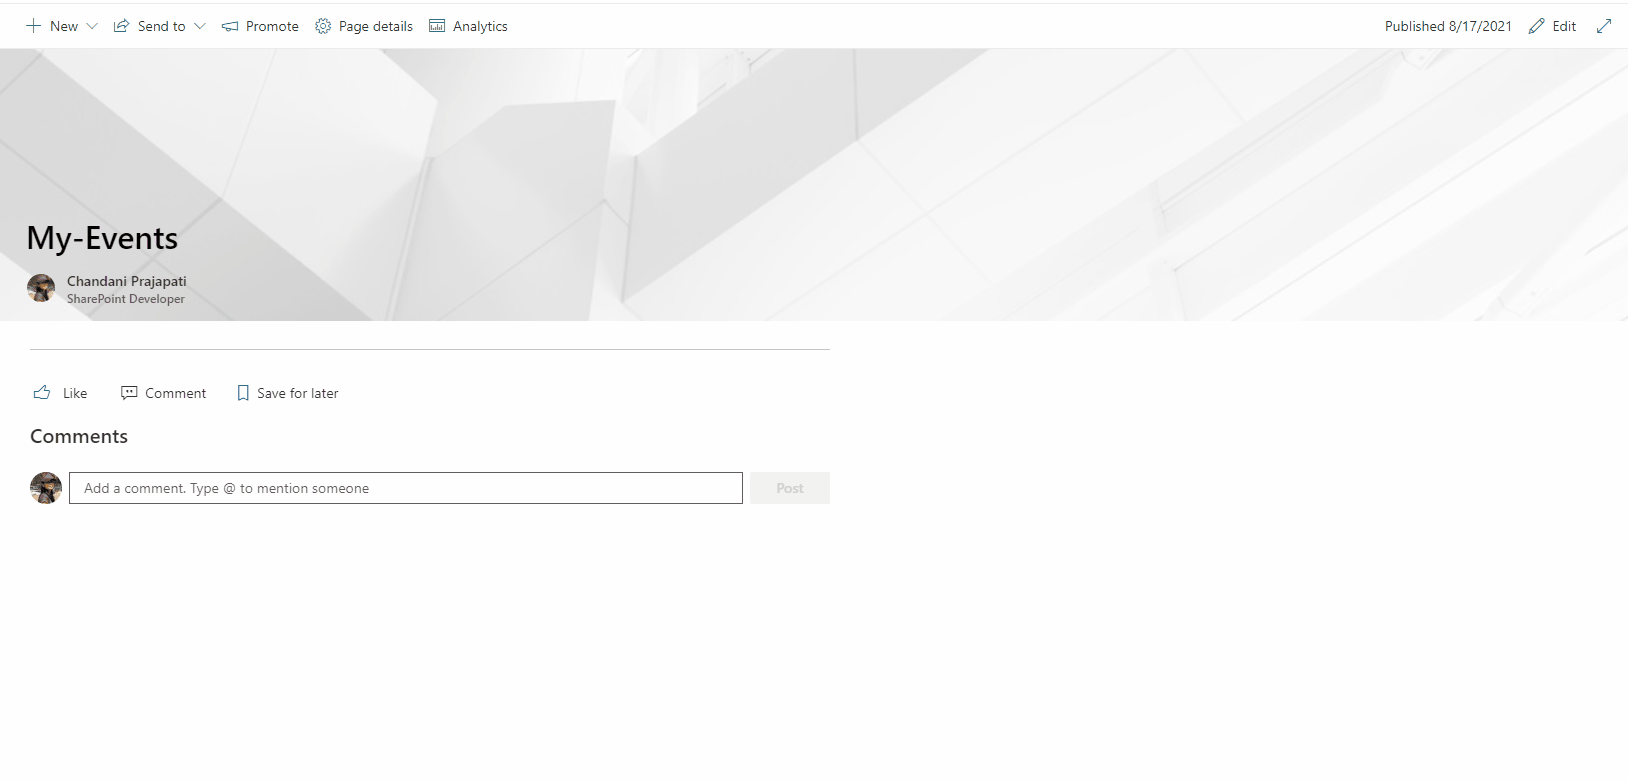 New Send to Promote Page details Analytics Published 8/17/2021 Edit
My-Events
Chandani Prajapati
SharePoint Developer
Like Comment Save for later
Comments
Add a comment. Type @ to mention someone Post